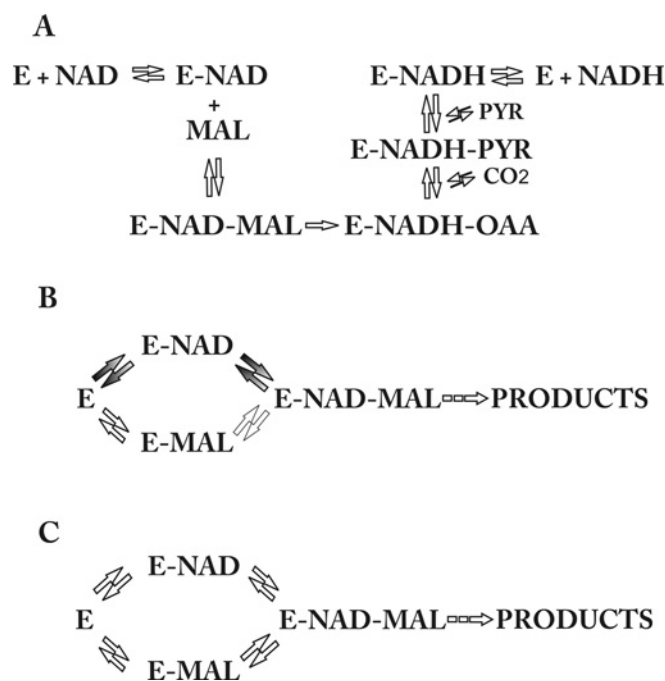 A
E + NAD E-NAD E-NADH E + NADH
+ PYR
MAL E-NADH-PYR
CO2
E-NAD-MAL E-NADH-OAA
B
E-NAD
E E-NAD-MAL PRODUCTS
E-MAL
C
E-NAD
E E-NAD-MAL PRODUCTS
E-MAL